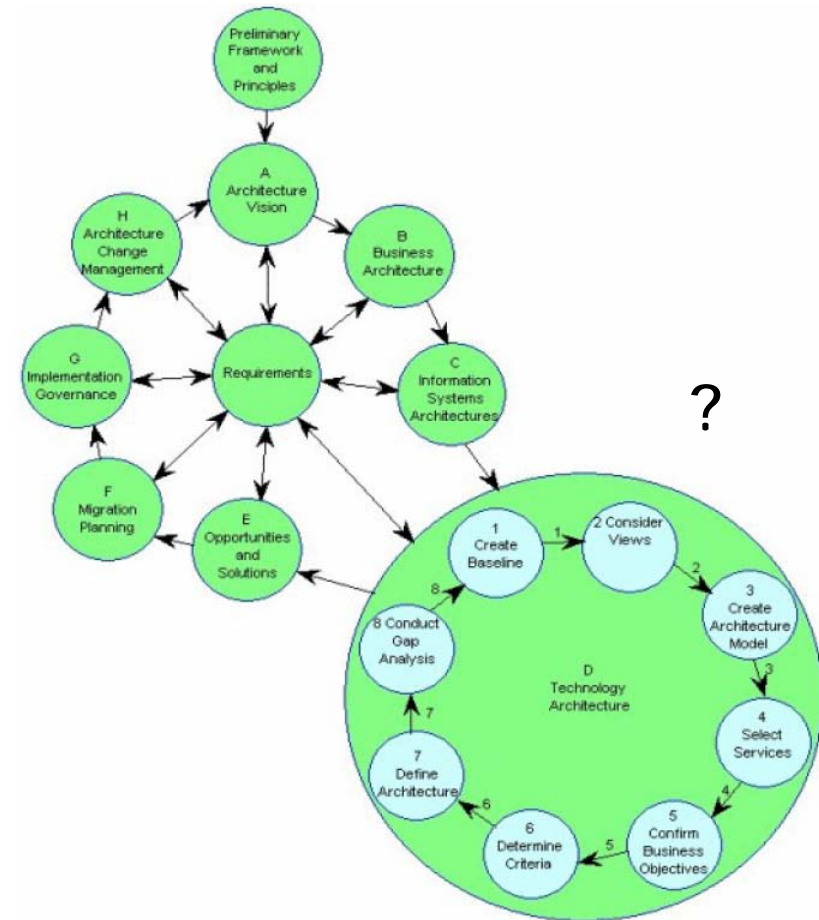 Preliminary
Framework
and
Principles
A
Architecture
Vision
H
Architecture
Change
Management
B
Business
Architecture
G
Implementation
Governance
Requirements
C
Information
Systems
Architectures
?
F
Migration
Planning
E
Opportunities
and
Solutions
1
Create
Baseline
1
2 Consider
Views
2
3
Create
Architecture
Model
3
4
Select
Services
4
5
Confirm
Business
Objectives
5
6
Determine
Criteria
6
7
Define
Architecture
7
8 Conduct
Gap
Analysis
8
D
Technology
Architecture